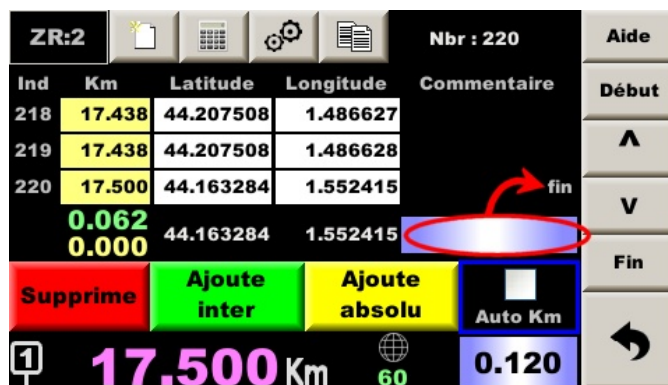 ZR:2 Nbr : 220 Aide
Ind Km Latitude Longitude Commentaire Début
218 17.438 44.207508 1.486627
219 17.438 44.207508 1.486628
220 17.500 44.163284 1.552415 fin
0.062
0.000 44.163284 1.552415
Fin
Supprime Ajoute inter Ajoute absolu Auto Km
1 17.500 Km 60 0.120